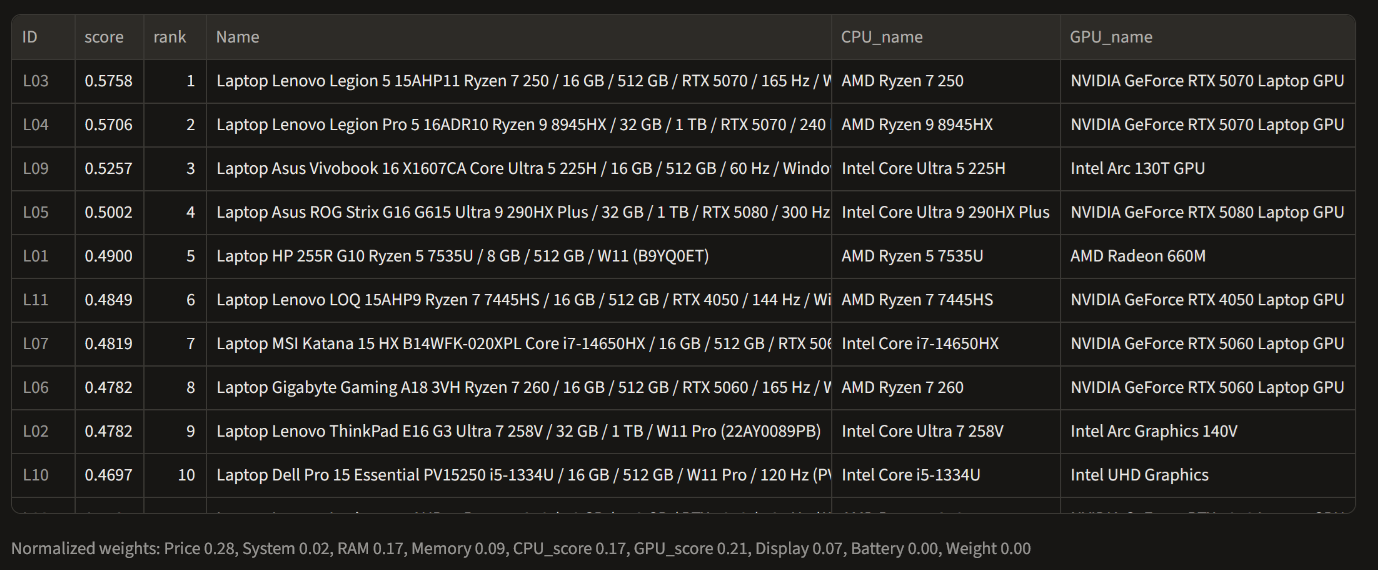 ID score rank Name CPU_name GPU_name
L03 0.5758 1 Laptop Lenovo Legion 5 15AHP11 Ryzen 7 250 / 16 GB / 512 GB / RTX 5070 / 165 Hz / W AMD Ryzen 7 250 NVIDIA GeForce RTX 5070 Laptop GPU
L04 0.5706 2 Laptop Lenovo Legion Pro 5 16ADR10 Ryzen 9 8945HX / 32 GB / 1 TB / RTX 5070 / 240 AMD Ryzen 9 8945HX NVIDIA GeForce RTX 5070 Laptop GPU
L09 0.5257 3 Laptop Asus Vivobook 16 X1607CA Core Ultra 5 225H / 16 GB / 512 GB / 60 Hz / Windo Intel Core Ultra 5 225H Intel Arc 130T GPU
L05 0.5002 4 Laptop Asus ROG Strix G16 G615 Ultra 9 290HX Plus / 32 GB / 1 TB / RTX 5080 / 300 Hz Intel Core Ultra 9 290HX Plus NVIDIA GeForce RTX 5080 Laptop GPU
L01 0.4900 5 Laptop HP 255R G10 Ryzen 5 7535U / 8 GB / 512 GB / W11 (B9YQ0ET) AMD Ryzen 5 7535U AMD Radeon 660M
L11 0.4849 6 Laptop Lenovo LOQ 15AHP9 Ryzen 7 7445HS / 16 GB / 512 GB / RTX 4050 / 144 Hz / Wi AMD Ryzen 7 7445HS NVIDIA GeForce RTX 4050 Laptop GPU
L07 0.4819 7 Laptop MSI Katana 15 HX B14WFK-020XPL Core i7-14650HX / 16 GB / 512 GB / RTX 506 Intel Core i7-14650HX NVIDIA GeForce RTX 5060 Laptop GPU
L06 0.4782 8 Laptop Gigabyte Gaming A18 3VH Ryzen 7 260 / 16 GB / 512 GB / RTX 5060 / 165 Hz / W AMD Ryzen 7 260 NVIDIA GeForce RTX 5060 Laptop GPU
L02 0.4782 9 Laptop Lenovo ThinkPad E16 G3 Ultra 7 258V / 32 GB / 1 TB / W11 Pro (22AY0089PB) Intel Core Ultra 7 258V Intel Arc Graphics 140V
L10 0.4697 10 Laptop Dell Pro 15 Essential PV15250 i5-1334U / 16 GB / 512 GB / W11 Pro / 120 Hz (PV Intel Core i5-1334U Intel UHD Graphics
Normalized weights: Price 0.28, System 0.02, RAM 0.17, Memory 0.09, CPU_score 0.17, GPU_score 0.21, Display 0.07, Battery 0.00, Weight 0.00